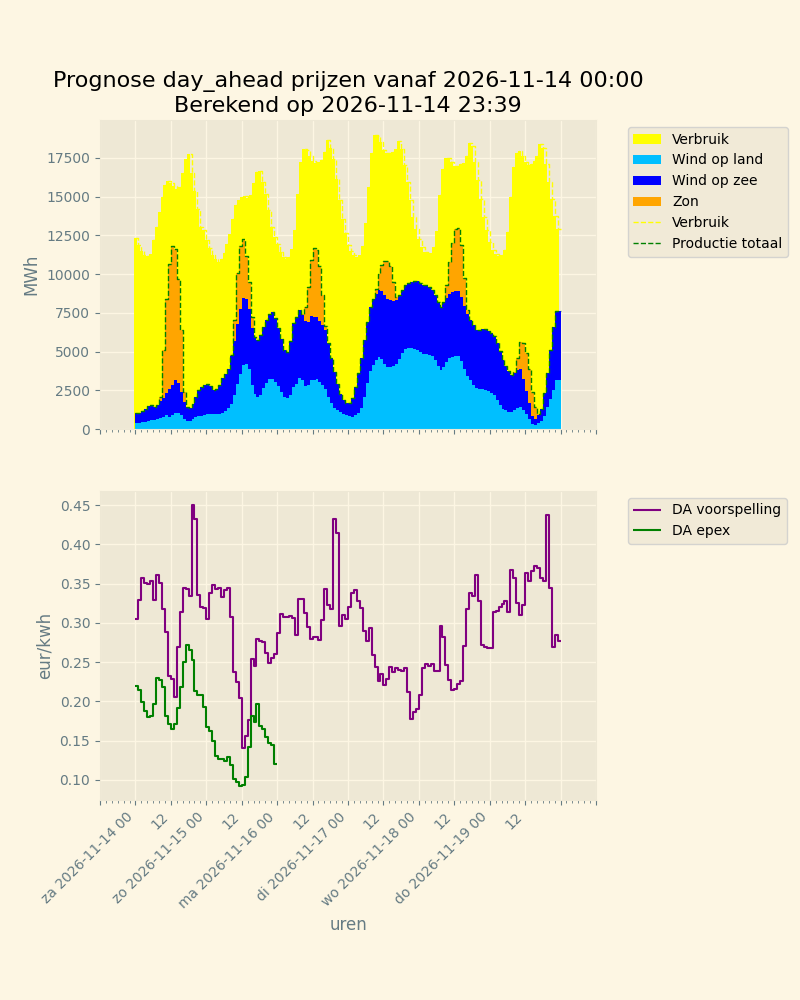 Prognose day_ahead prijzen vanaf 2026-11-14 00:00
Berekend op 2026-11-14 23:39
MWh
17500
15000
12500
10000
7500
5000
2500
0
Verbruik
Wind op land
Wind op zee
Zon
Verbruik
Productie totaal
eur/kwh
0.45
0.40
0.35
0.30
0.25
0.20
0.15
0.10
DA voorspelling
DA epex
za 2026-11-14 00
12
zo 2026-11-15 00
12
ma 2026-11-16 00
12
di 2026-11-17 00
12
wo 2026-11-18 00
12
do 2026-11-19 00
12
uren